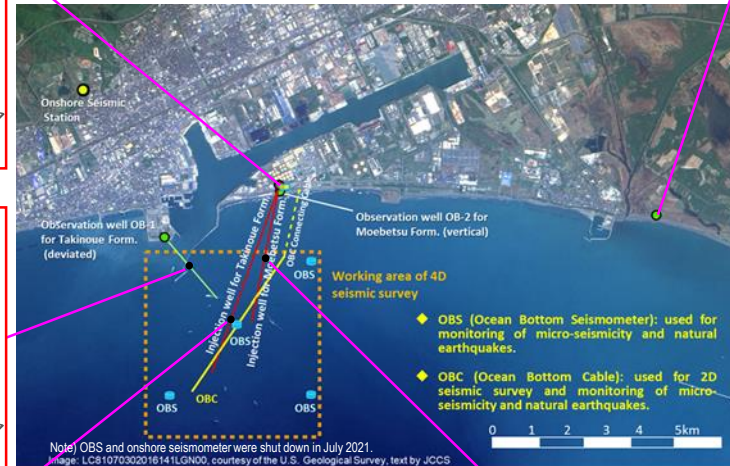 Onshore Seismic
Station
Observation well OB-1
for Takinoue Form.
(deviated)
Injection well for Takinoue Form.
Injection well for Moebetsu Form.
OBC Connecting Cable
Observation well OB-2 for
Moebetsu Form. (vertical)
Working area of 4D
seismic survey
OBS
OBS
OBS
OBS
OBC
◆ OBS (Ocean Bottom Seismometer): used for
monitoring of micro-seismicity and natural
earthquakes.
◆ OBC (Ocean Bottom Cable): used for 2D
seismic survey and monitoring of micro-
seismicity and natural earthquakes.
0 1 2 3 4 5km
Note) OBS and onshore seismometer were shut down in July 2021.
Image: LC81070302016141LGN00, courtesy of the U.S. Geological Survey, text by JCCS